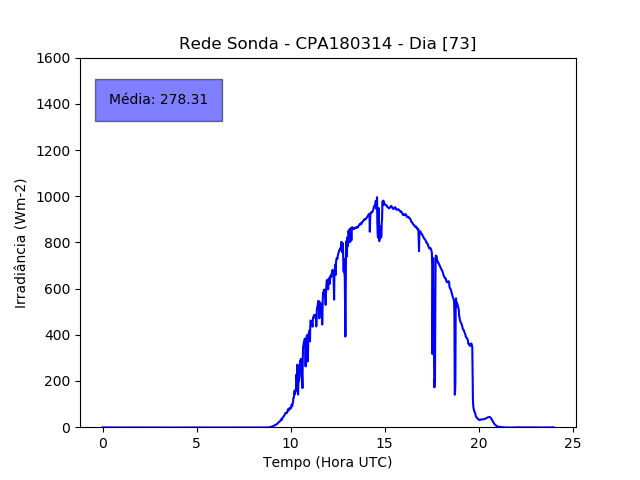 Rede Sonda - CPA180314 - Dia [73]
1600
1400
1200
1000
800
600
400
200
0
Irradiância (Wm-2)
Média: 278.31
0 5 10 15 20 25
Tempo (Hora UTC)